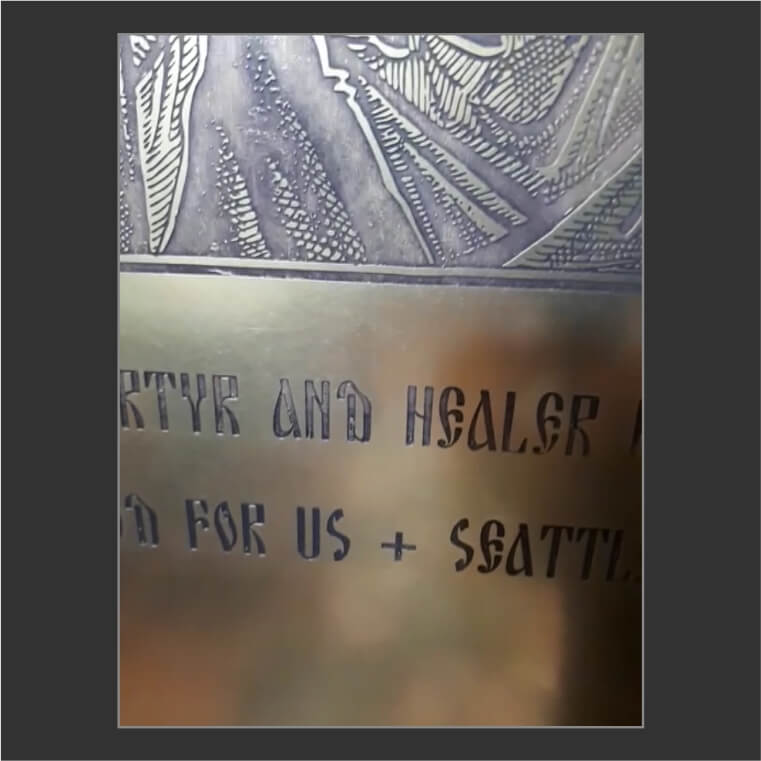 RTYR AND HEALER
D FOR US + SEATTL